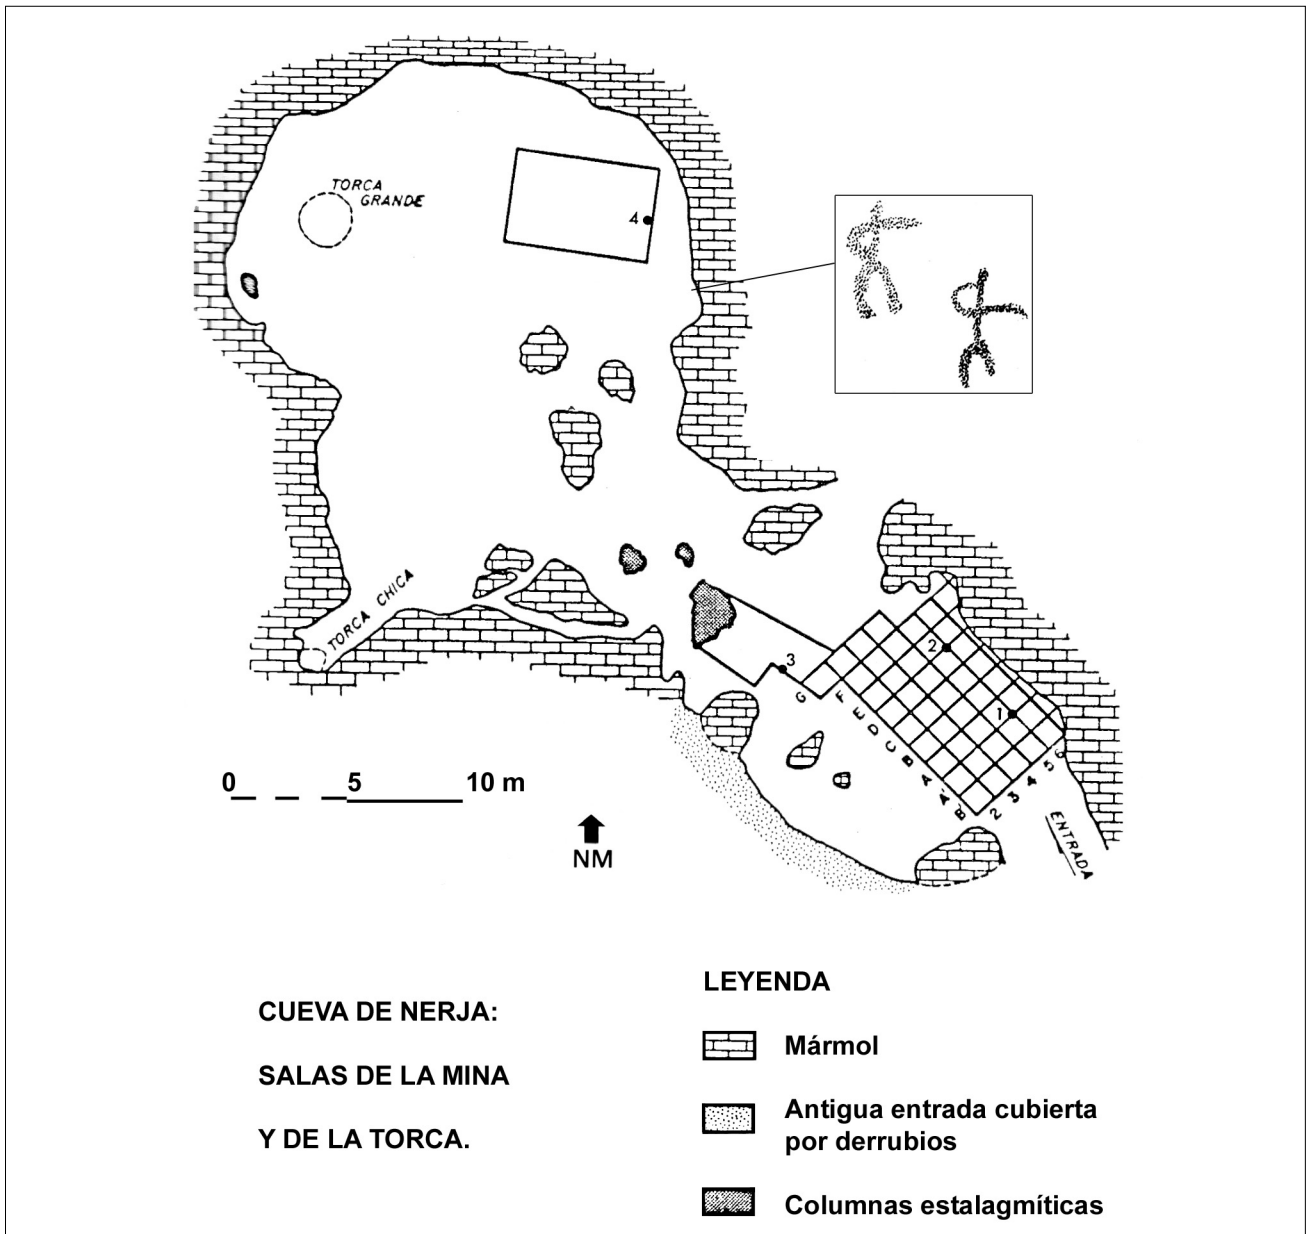 TORCA
GRANDE
4
TORCA CHICA
2
3
1
G
F
E
D
C
B
A
A'
B'
2
3
4
5
6
ENTRADA
0 5 10 m
NM
CUEVA DE NERJA:
SALAS DE LA MINA
Y DE LA TORCA.
LEYENDA
Mármol
Antigua entrada cubierta
por derrubios
Columnas estalagmíticas